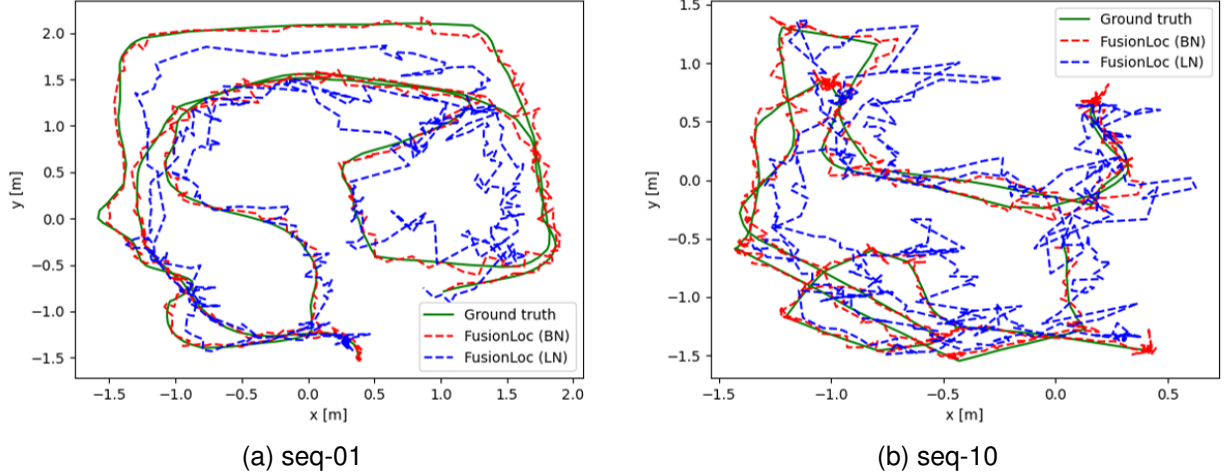 2.0
1.5
1.0
0.5
0.0
−0.5
−1.0
−1.5
y [m]
−1.5 −1.0 −0.5 0.0 0.5 1.0 1.5 2.0
x [m]
Ground truth
FusionLoc (BN)
FusionLoc (LN)
(a) seq-01
1.5
1.0
0.5
0.0
−0.5
−1.0
−1.5
y [m]
−1.5 −1.0 −0.5 0.0 0.5
x [m]
Ground truth
FusionLoc (BN)
FusionLoc (LN)
(b) seq-10